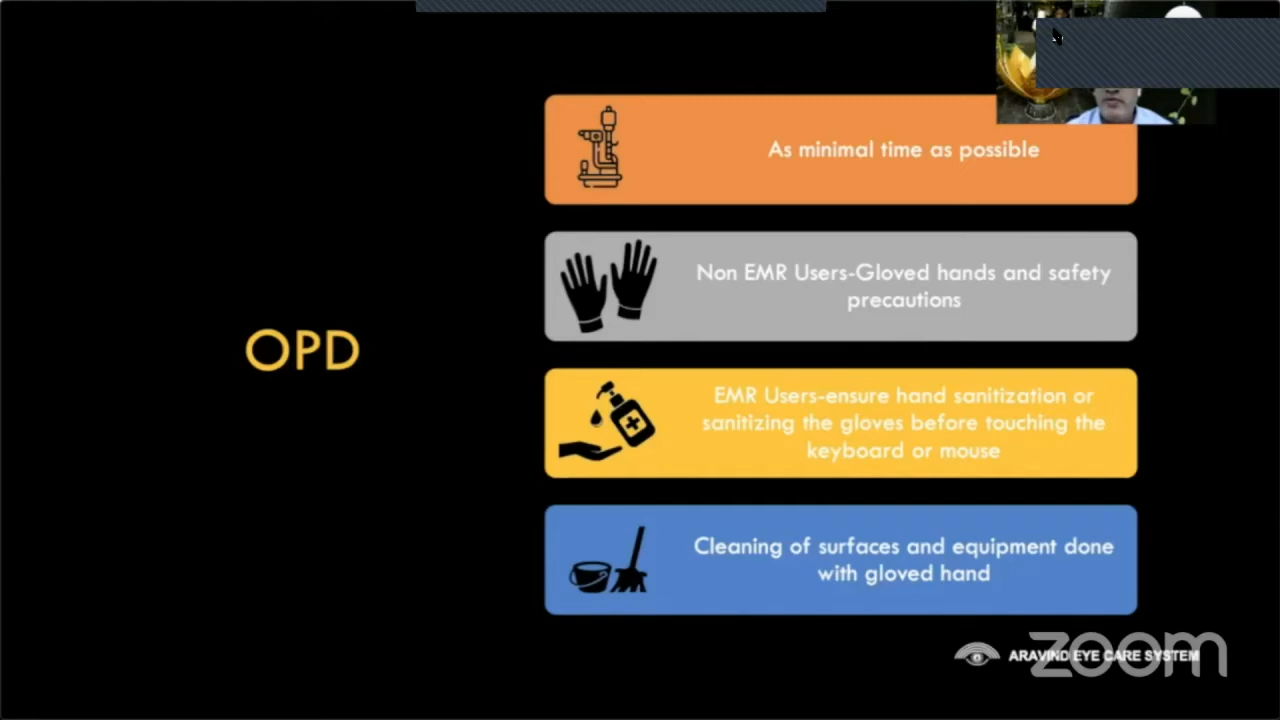 As minimal time as possible
Non EMR Users-Gloved hands and safety
precautions
OPD
EMR Users-ensure hand sanitization or
sanitizing the gloves before touching the
keyboard or mouse
Cleaning of surfaces and equipment done
with gloved hand
ARAVIND EYE CARE SYSTEM
zoom